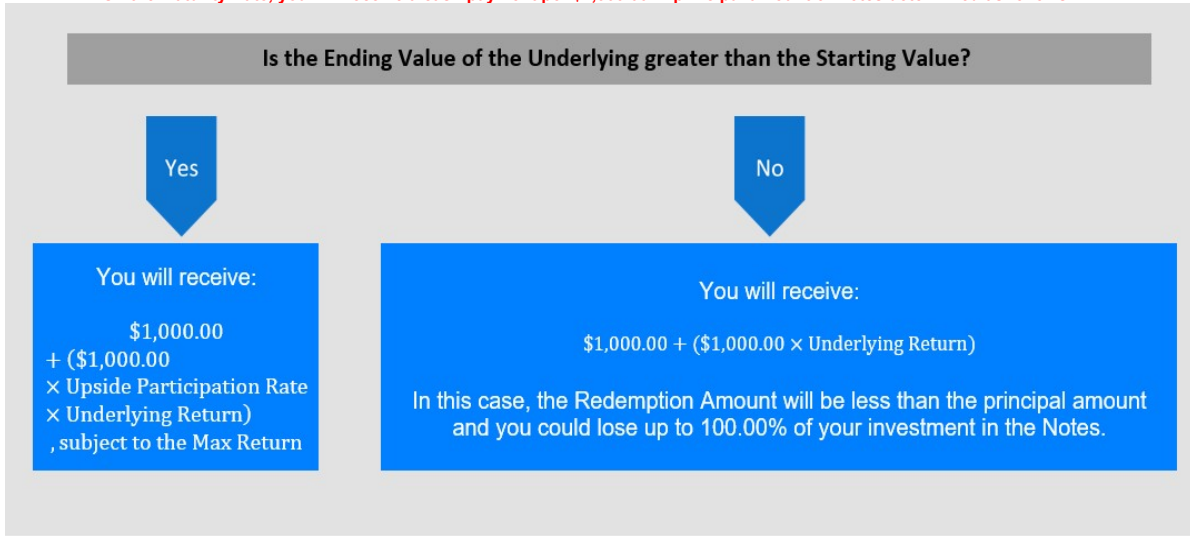 Is the Ending Value of the Underlying greater than the Starting Value?
Yes
No
You will receive:
$1,000.00
+ ($1,000.00
× Upside Participation Rate
× Underlying Return)
, subject to the Max Return
You will receive:
$1,000.00 + ($1,000.00 × Underlying Return)
In this case, the Redemption Amount will be less than the principal amount
and you could lose up to 100.00% of your investment in the Notes.